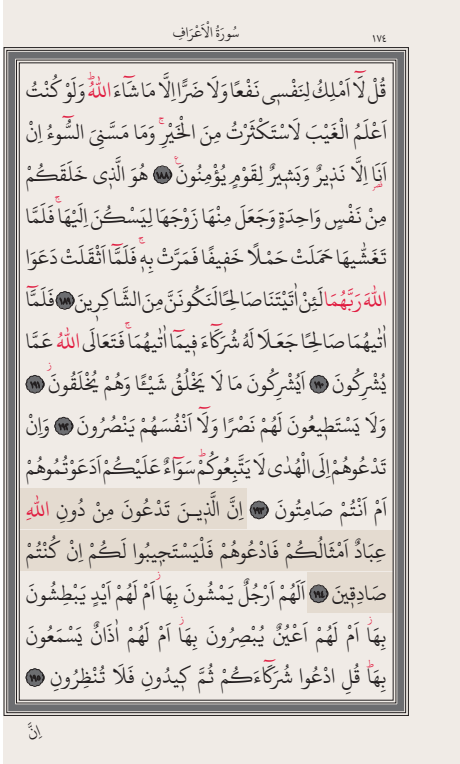 سُورَةُ الْاَعْرَافِ
١٧٤
قُلْ لَٓا اَمْلِكُ لِنَفْسٖى نَفْعًا وَلَا ضَرًّا اِلَّا مَا شَٓاءَ اللّٰهُؕ وَلَوْ كُنْتُ
اَعْلَمُ الْغَيْبَ لَاسْتَكْثَرْتُ مِنَ الْخَيْرِۚ وَمَا مَسَّنِىَ السُّٓوءُ اِنْ
اَنَا۬ اِلَّا نَذٖيرٌ وَبَشٖيرٌ لِقَوْمٍ يُؤْمِنُونَࣖ ١٨٨ هُوَ الَّذٖى خَلَقَكُمْ
مِنْ نَفْسٍ وَاحِدَةٍ وَجَعَلَ مِنْهَا زَوْجَهَا لِيَسْكُنَ اِلَيْهَاۚ فَلَمَّا
تَغَشّٰيهَا حَمَلَتْ حَمْلًا خَفٖيفًا فَمَرَّتْ بِهٖۚ فَلَمَّٓا اَثْقَلَتْ دَعَوَا
اللّٰهَ رَبَّهُمَا لَئِنْ اٰتَيْتَنَا صَالِحًا لَنَكُونَنَّ مِنَ الشَّاكِرٖينَ ١٨٩ فَلَمَّٓا
اٰتٰيهُمَا صَالِحًا جَعَلَا لَهُ شُرَكَٓاءَ فٖيمَٓا اٰتٰيهُمَاۚ فَتَعَالَى اللّٰهُ عَمَّا
يُشْرِكُونَ ١٩٠ اَيُشْرِكُونَ مَا لَا يَخْلُقُ شَيْـًٔا وَهُمْ يُخْلَقُونَؗ ١٩١
وَلَا يَسْتَطٖيعُونَ لَهُمْ نَصْرًا وَلَٓا اَنْفُسَهُمْ يَنْصُرُونَ ١٩٢ وَاِنْ
تَدْعُوهُمْ اِلَى الْهُدٰى لَا يَتَّبِعُوكُمْؕ سَوَٓاءٌ عَلَيْكُمْ اَدَعَوْتُمُوهُمْ
اَمْ اَنْتُمْ صَامِتُونَ ١٩٣ اِنَّ الَّذٖينَ تَدْعُونَ مِنْ دُونِ اللّٰهِ
عِبَادٌ اَمْثَالُكُمْ فَادْعُوهُمْ فَلْيَسْتَجٖيبُوا لَكُمْ اِنْ كُنْتُمْ
صَادِقٖينَ ١٩٤ اَلَهُمْ اَرْجُلٌ يَمْشُونَ بِهَاؗ اَمْ لَهُمْ اَيْدٍ يَبْطِشُونَ
بِهَاؗ اَمْ لَهُمْ اَعْيُنٌ يُبْصِرُونَ بِهَاؗ اَمْ لَهُمْ اٰذَانٌ يَسْمَعُونَ
بِهَاؕ قُلِ ادْعُوا شُرَكَٓاءَكُمْ ثُمَّ كٖيدُونِ فَلَا تُنْظِرُونِ ١٩٥
اِنَّ